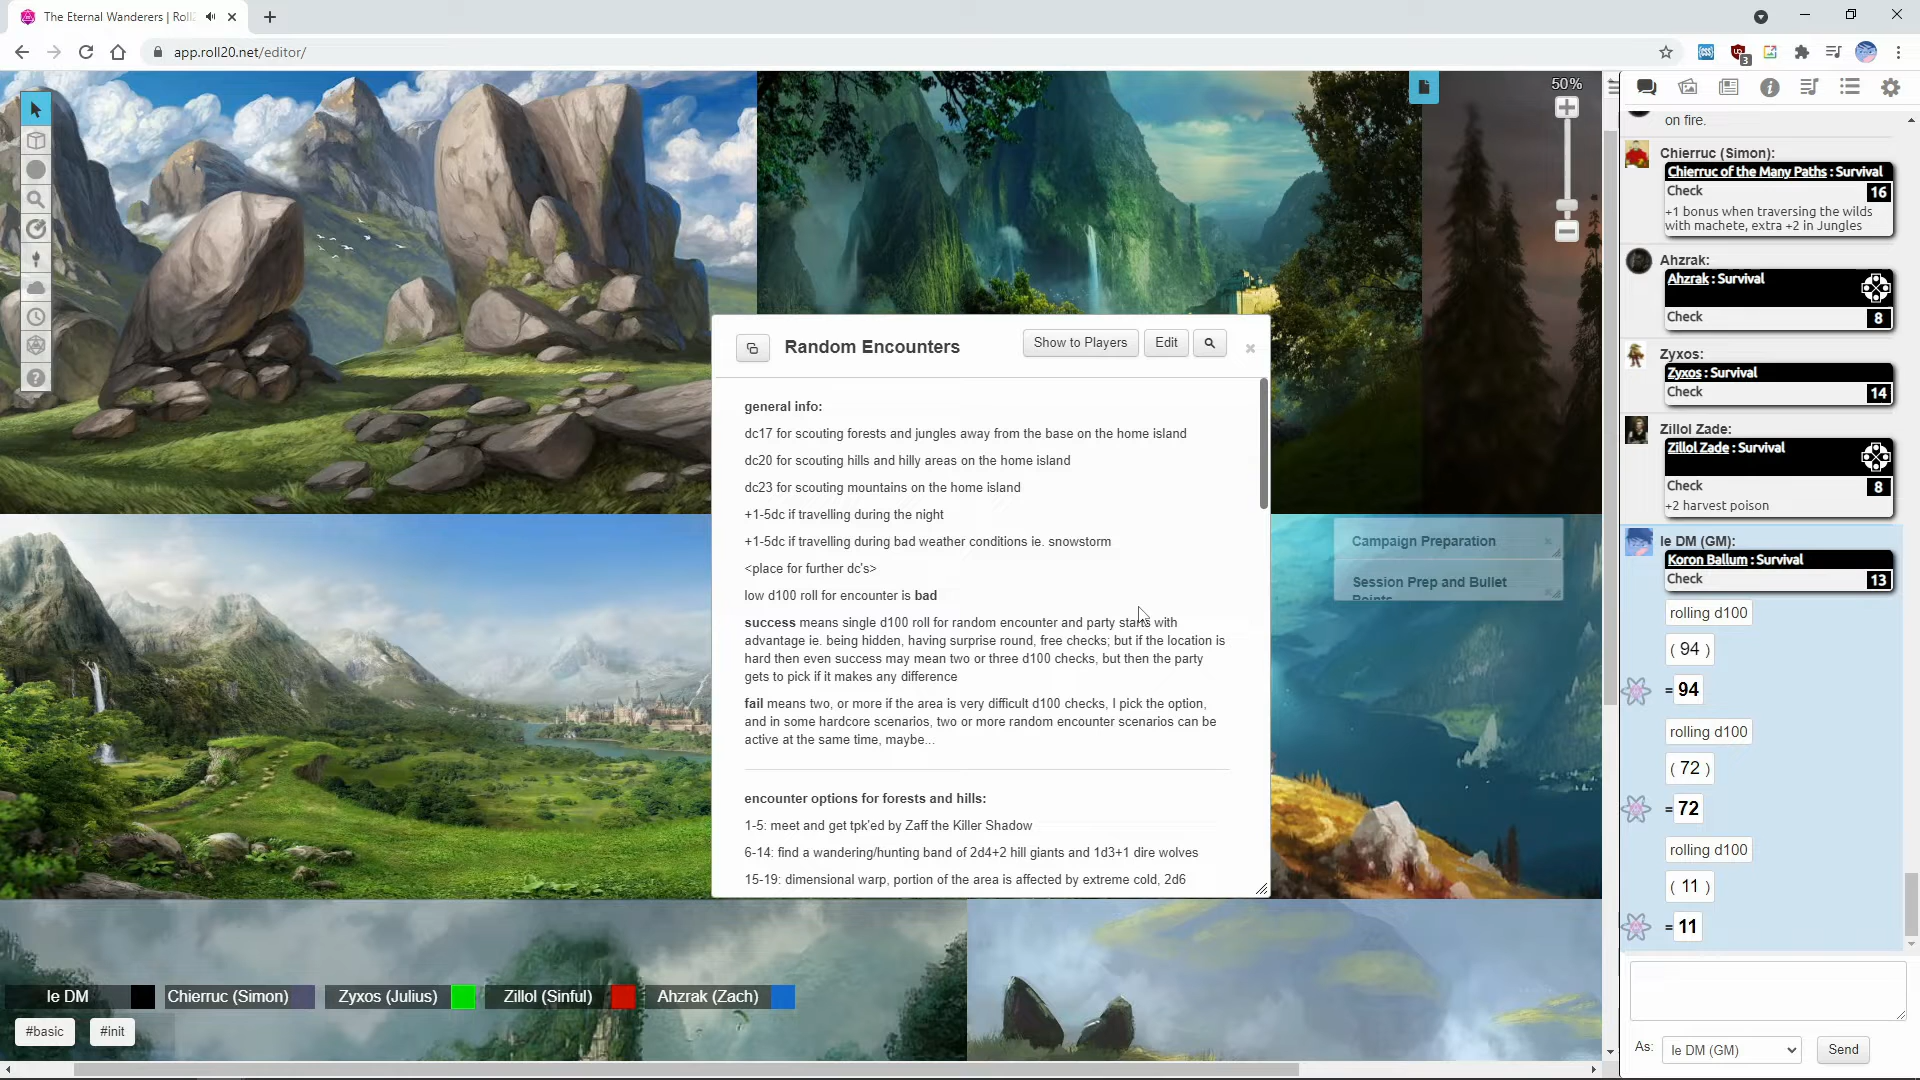 The Eternal Wanderers | Roll
app.roll20.net/editor/
3
50%
Random Encounters
Show to Players
Edit
general info:
dc17 for scouting forests and jungles away from the base on the home island
dc20 for scouting hills and hilly areas on the home island
dc23 for scouting mountains on the home island
+1-5dc if travelling during the night
+1-5dc if travelling during bad weather conditions ie. snowstorm
<place for further dc's>
low d100 roll for encounter is bad
success means single d100 roll for random encounter and party starts with
advantage ie. being hidden, having surprise round, free checks; but if the location is
hard then even success may mean two or three d100 checks, but then the party
gets to pick if it makes any difference
fail means two, or more if the area is very difficult d100 checks, I pick the option,
and in some hardcore scenarios, two or more random encounter scenarios can be
active at the same time, maybe...
encounter options for forests and hills:
1-5: meet and get tpk'ed by Zaff the Killer Shadow
6-14: find a wandering/hunting band of 2d4+2 hill giants and 1d3+1 dire wolves
15-19: dimensional warp, portion of the area is affected by extreme cold, 2d6
Campaign Preparation
Session Prep and Bullet
Points
le DM
Chierruc (Simon)
Zyxos (Julius)
Zillol (Sinful)
Ahzrak (Zach)
#basic
#init
on fire.
Chierruc (Simon):
Chierruc of the Many Paths : Survival
Check 16
+1 bonus when traversing the wilds
with machete, extra +2 in Jungles
Ahzrak:
Ahzrak : Survival
Check 8
Zyxos:
Zyxos : Survival
Check 14
Zillol Zade:
Zillol Zade : Survival
Check 8
+2 harvest poison
le DM (GM):
Koron Ballum : Survival
Check 13
rolling d100
( 94 )
=94
rolling d100
( 72 )
=72
rolling d100
( 11 )
=11
As:
le DM (GM)
Send